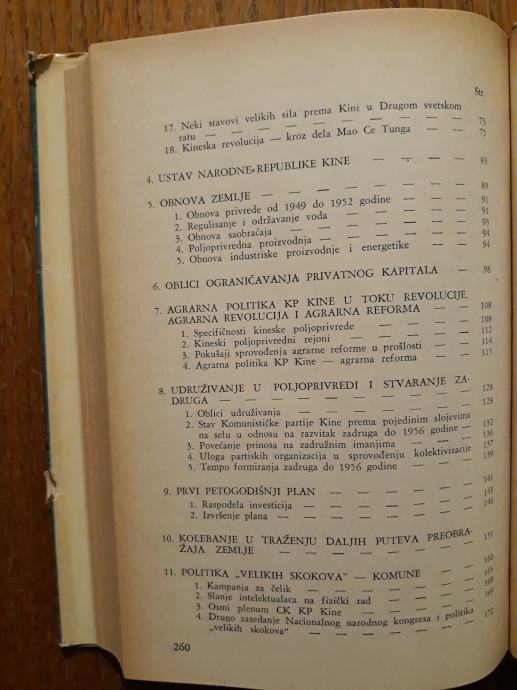 Str.
17. Neki stavovi velikih sila prema Kini u Drugom svetskom
ratu — — — — — — — — — — 73
18. Kineska revolucija — kroz dela Mao Ce Tunga — — 75
4. USTAV NARODNE REPUBLIKE KINE — — — — 83
5. OBNOVA ZEMLJE — — — — — — — — 89
1. Obnova privrede od 1949 do 1952 godine — — — 91
2. Regulisanje i održavanje voda — — — — — 91
3. Obnova saobraćaja — — — — — — — 93
4. Poljoprivredna proizvodnja — — — — — — 94
5. Obnova industriske proizvodnje i energetike — — — 94
6. OBLICI OGRANIČAVANJA PRIVATNOG KAPITALA — 98
7. AGRARNA POLITIKA KP KINE U TOKU REVOLUCIJE,
AGRARNA REVOLUCIJA I AGRARNA REFORMA — — 108
1. Specifičnosti kineske poljoprivrede — — — — 108
2. Kineski poljoprivredni rejoni — — — — — 112
3. Pokušaji sprovođenja agrarne reforme u prošlosti — — 114
4. Agrarna politika KP Kine — agrarna reforma — — 115
8. UDRUŽIVANJE U POLJOPRIVREDI I STVARANJE ZA-
DRUGA — — — — — — — — — — 128
1. Oblici udruživanja — — — — — — — 128
2. Stav Komunističke partije Kine prema pojedinim slojevima
na selu u odnosu na razvitak zadruga do 1956 godine — 132
3. Povećanje prinosa na zadružnim imanjima — — — 136
4. Uloga partiskih organizacija u sprovođenju kolektivizacije 137
5. Tempo formiranja zadruga do 1956 godine — — — 139
9. PRVI PETOGODIŠNJI PLAN — — — — — — 141
1. Raspodela investicija — — — — — — 143
2. Izvršenje plana — — — — — — — 146
10. KOLEBANJE U TRAŽENJU DALJIH PUTEVA PREOBRA-
ŽAJA ZEMLJE — — — — — — — — 151
11. POLITIKA „VELIKIH SKOKOVA" — KOMUNE — — 160
1. Kampanja za čelik — — — — — — — 165
2. Slanje intelektualaca na fizički rad — — — — 168
3. Osmi plenum CK KP Kine — — — — — 169
4. Drugo zasedanje Nacionalnog narodnog kongresa i politika
„velikih skokova" — — — — — — — 172
260